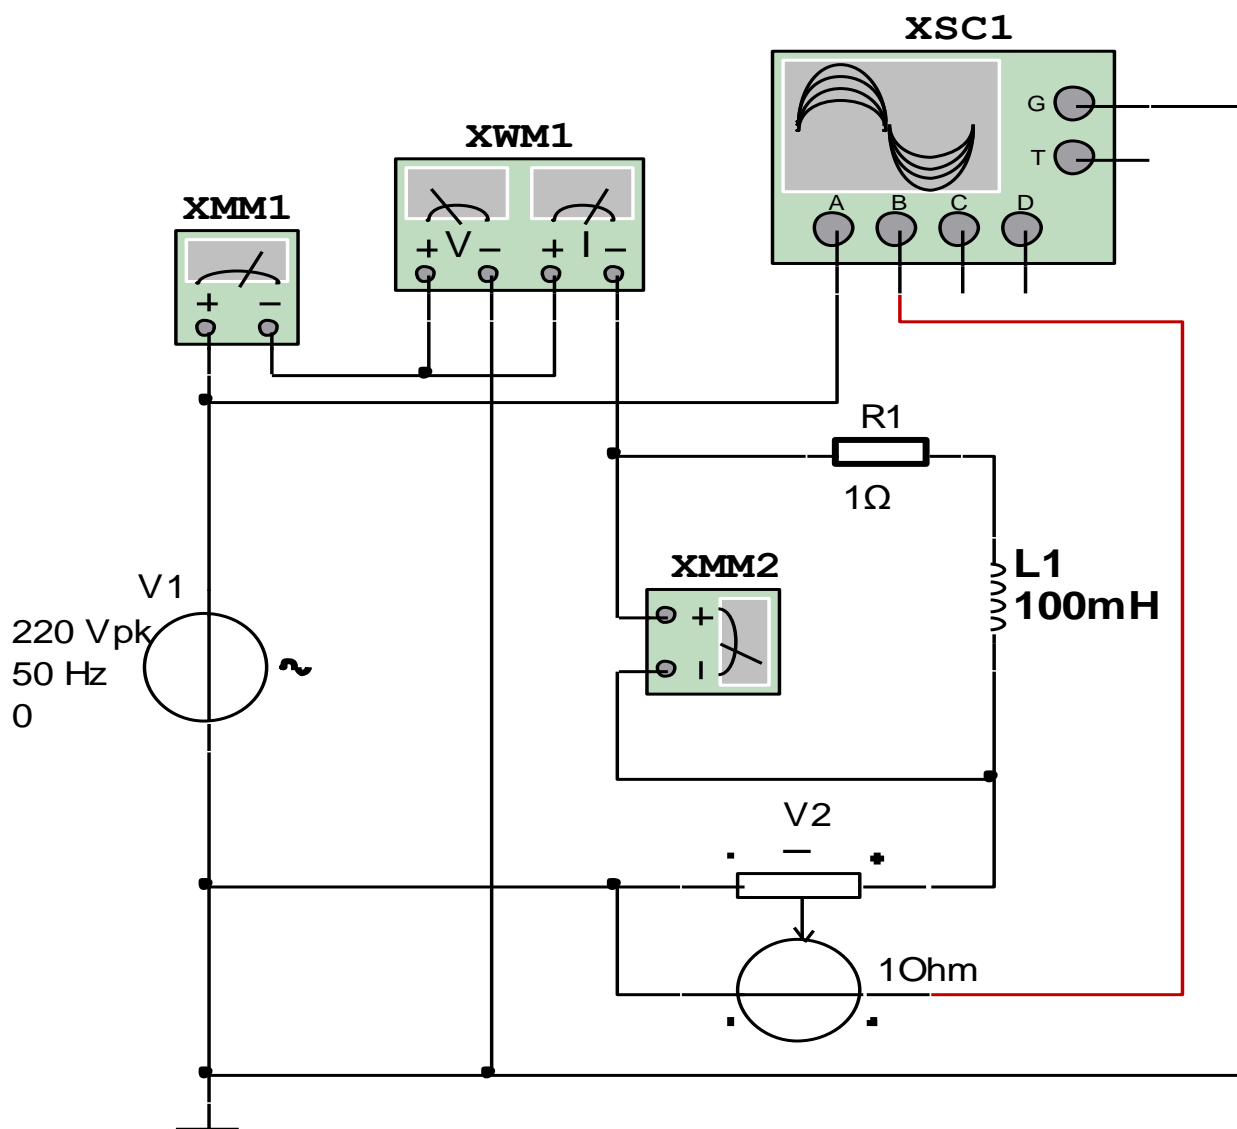 XSC1
G
T
A B C D
XWM1
+ V − + I −
XMM1
+ −
R1
1Ω
XMM2
+
I
L1
100mH
V1
220 Vpk
50 Hz
0
V2
1Ohm